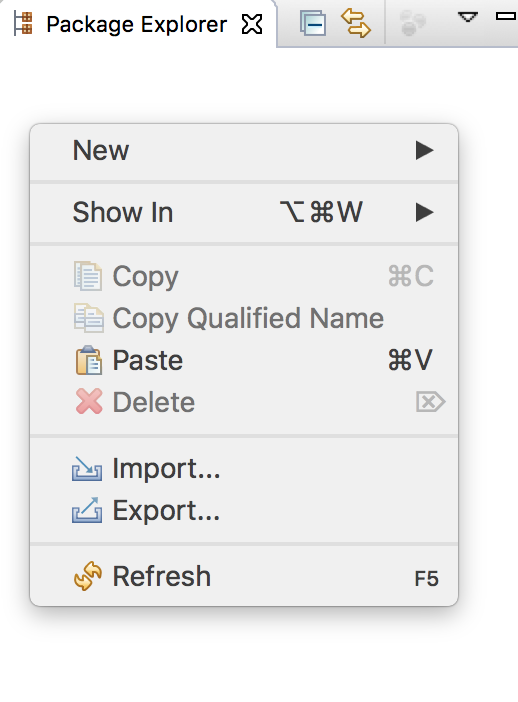 Package Explorer
New
Show In ⌥⌘W
Copy ⌘C
Copy Qualified Name
Paste ⌘V
Delete ⌦
Import...
Export...
Refresh F5